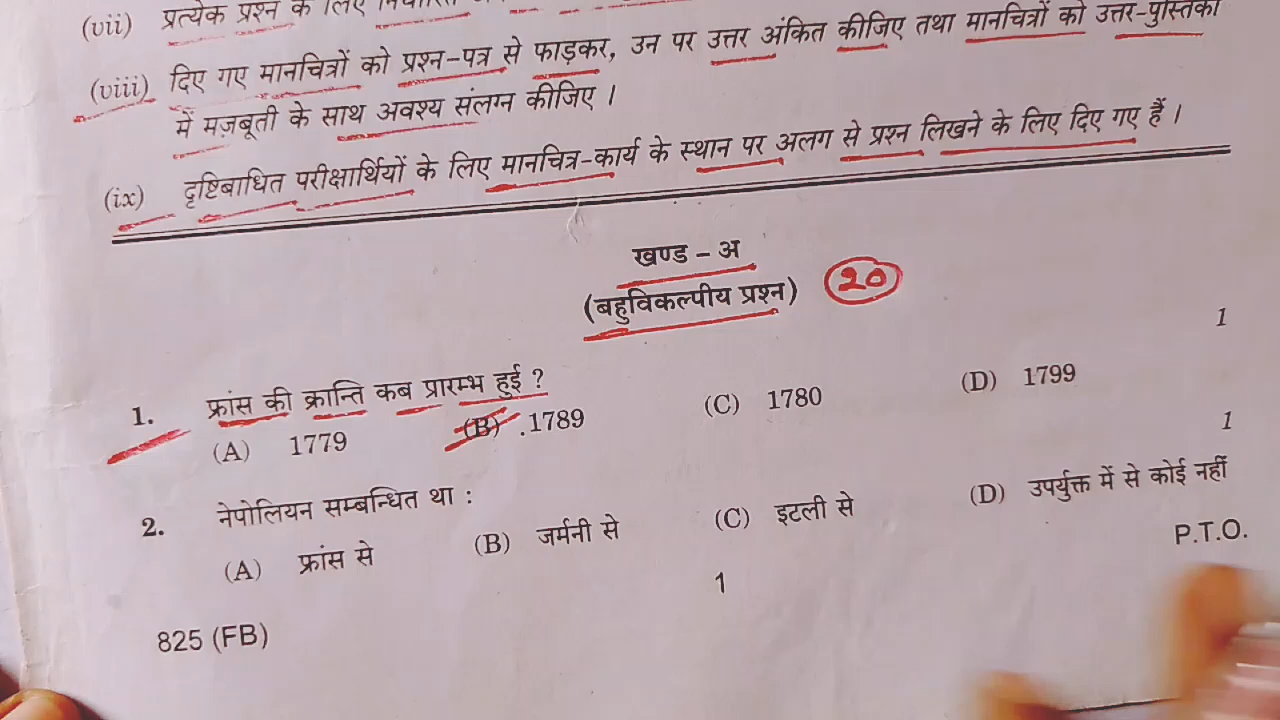 (vii) प्रत्येक प्रश्न के लिए निर्धारित
(viii) दिए गए मानचित्रों को प्रश्न-पत्र से फाड़कर, उन पर उत्तर अंकित कीजिए तथा मानचित्रों को उत्तर-पुस्तिका
में मज़बूती के साथ अवश्य संलग्न कीजिए ।
(ix) दृष्टिबाधित परीक्षार्थियों के लिए मानचित्र-कार्य के स्थान पर अलग से प्रश्न लिखने के लिए दिए गए हैं ।
खण्ड – अ
(बहुविकल्पीय प्रश्न) 20
1. फ्रांस की क्रान्ति कब प्रारम्भ हुई ? 1
(A) 1779 (B) .1789 (C) 1780 (D) 1799
2. नेपोलियन सम्बन्धित था : 1
(A) फ्रांस से (B) जर्मनी से (C) इटली से (D) उपर्युक्त में से कोई नहीं
825 (FB) 1 P.T.O.